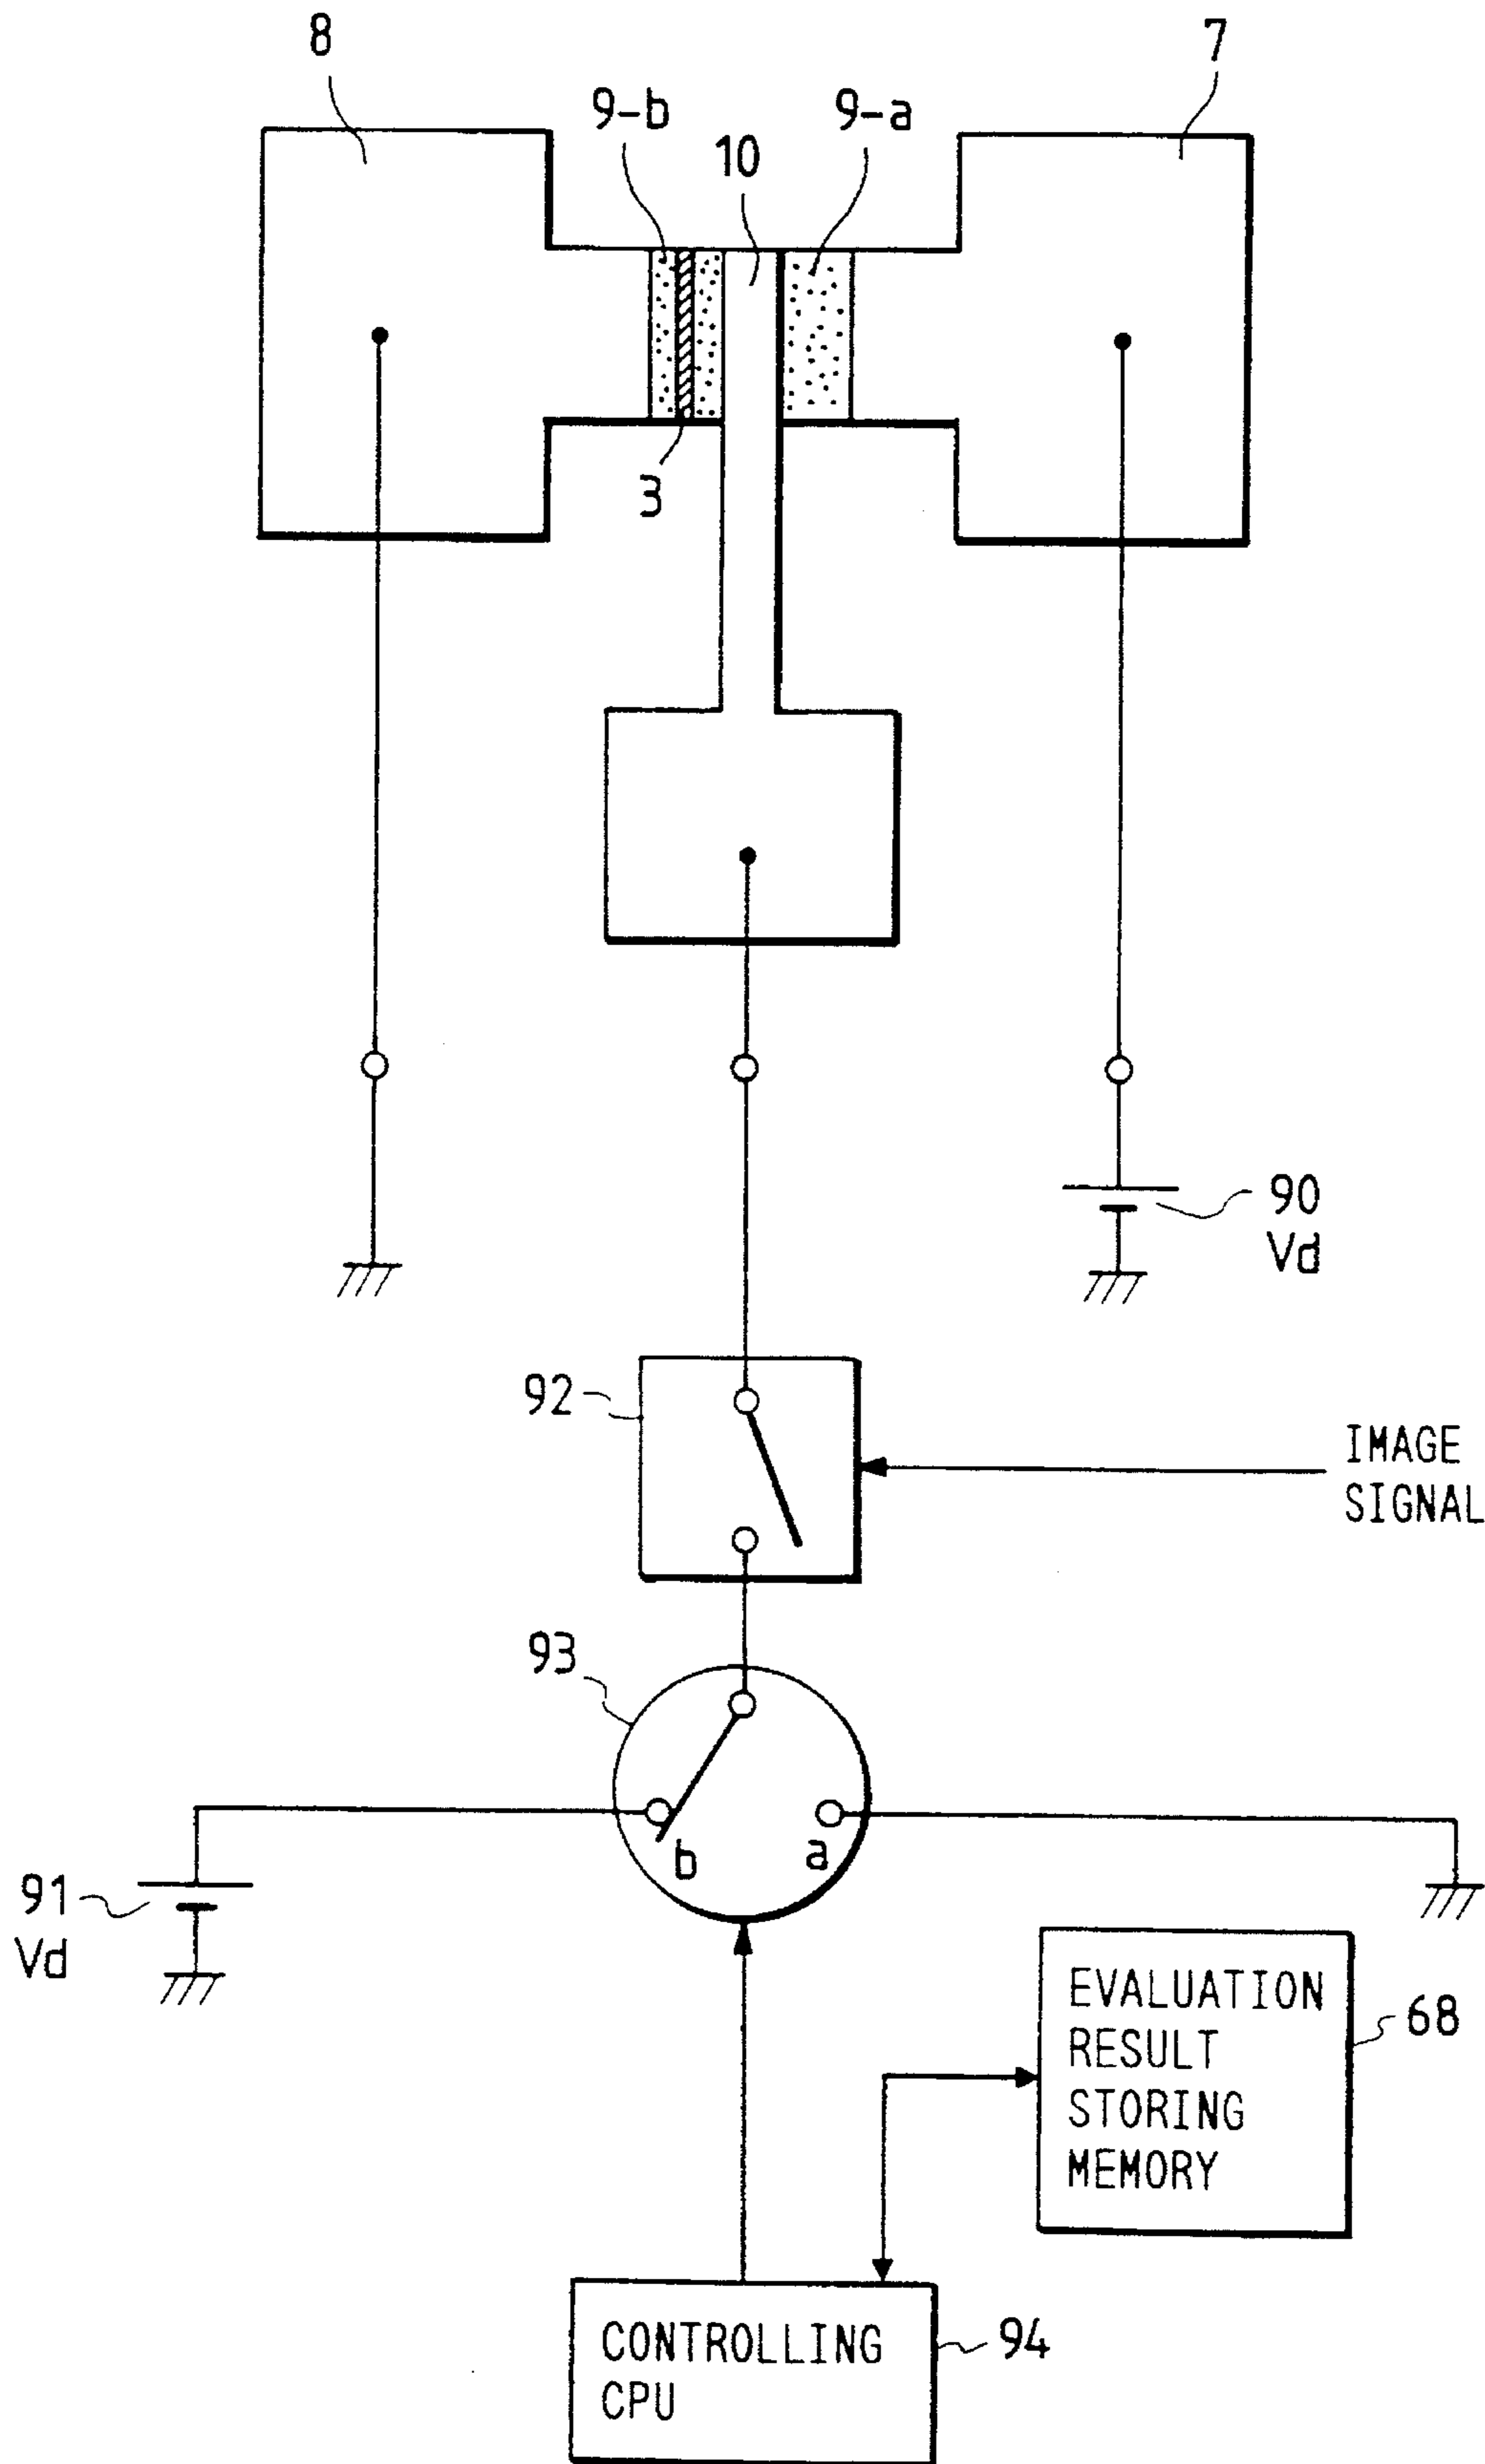 8
7
9-b
9-a
10
3
90
Vd
92
IMAGE
SIGNAL
93
b
a
91
Vd
EVALUATION
RESULT
STORING
MEMORY
68
CONTROLLING
CPU
94